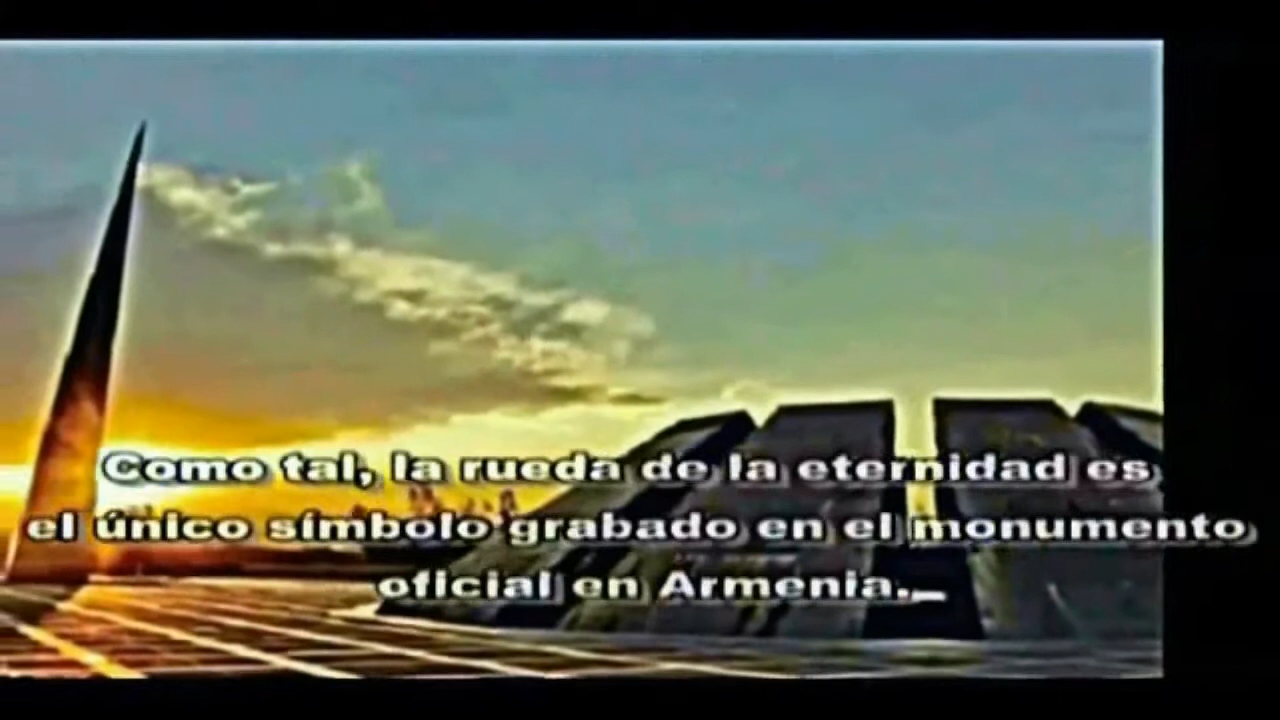 Como tal, la rueda de la eternidad es
el único símbolo grabado en el monumento
oficial en Armenia._